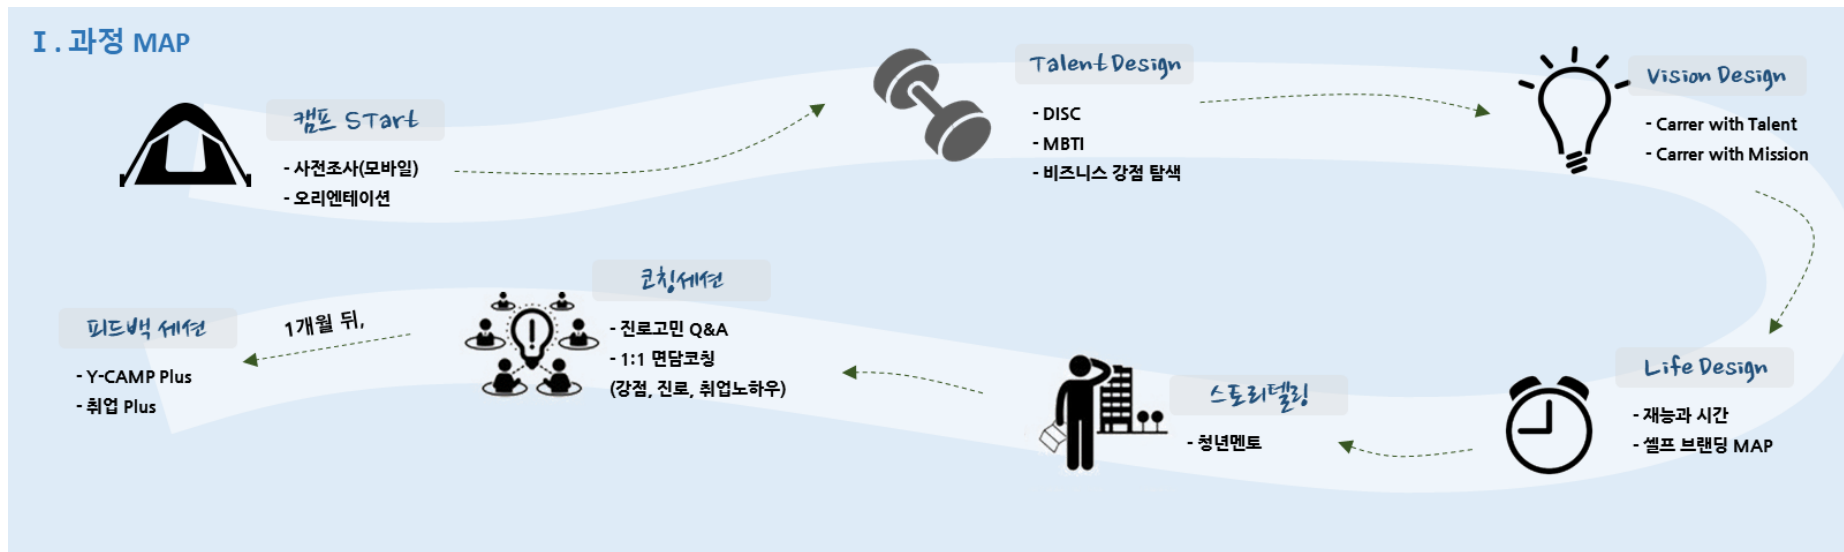 I. 과정 MAP
캠프 STart
- 사전조사(모바일)
- 오리엔테이션
Talent Design
- DISC
- MBTI
- 비즈니스 강점 탐색
Vision Design
- Carrer with Talent
- Carrer with Mission
Life Design
- 재능과 시간
- 셀프 브랜딩 MAP
스토리텔링
- 청년멘토
코칭세션
- 진로고민 Q&A
- 1:1 면담코칭
(강점, 진로, 취업노하우)
1개월 뒤,
피드백 세션
- Y-CAMP Plus
- 취업 Plus